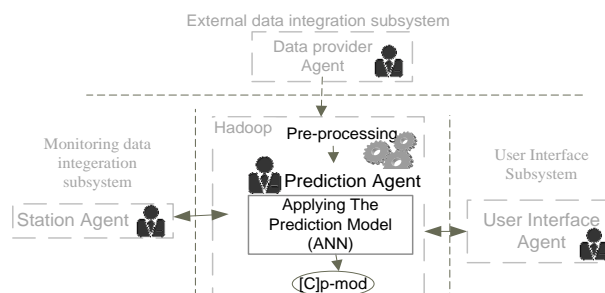 External data integration subsystem
Data provider
Agent
Hadoop
Pre-processing
Monitoring data
integeration
subsystem
Station Agent
Prediction Agent
Applying The
Prediction Model
(ANN)
[C]p-mod
User Interface
Subsystem
User Interface
Agent